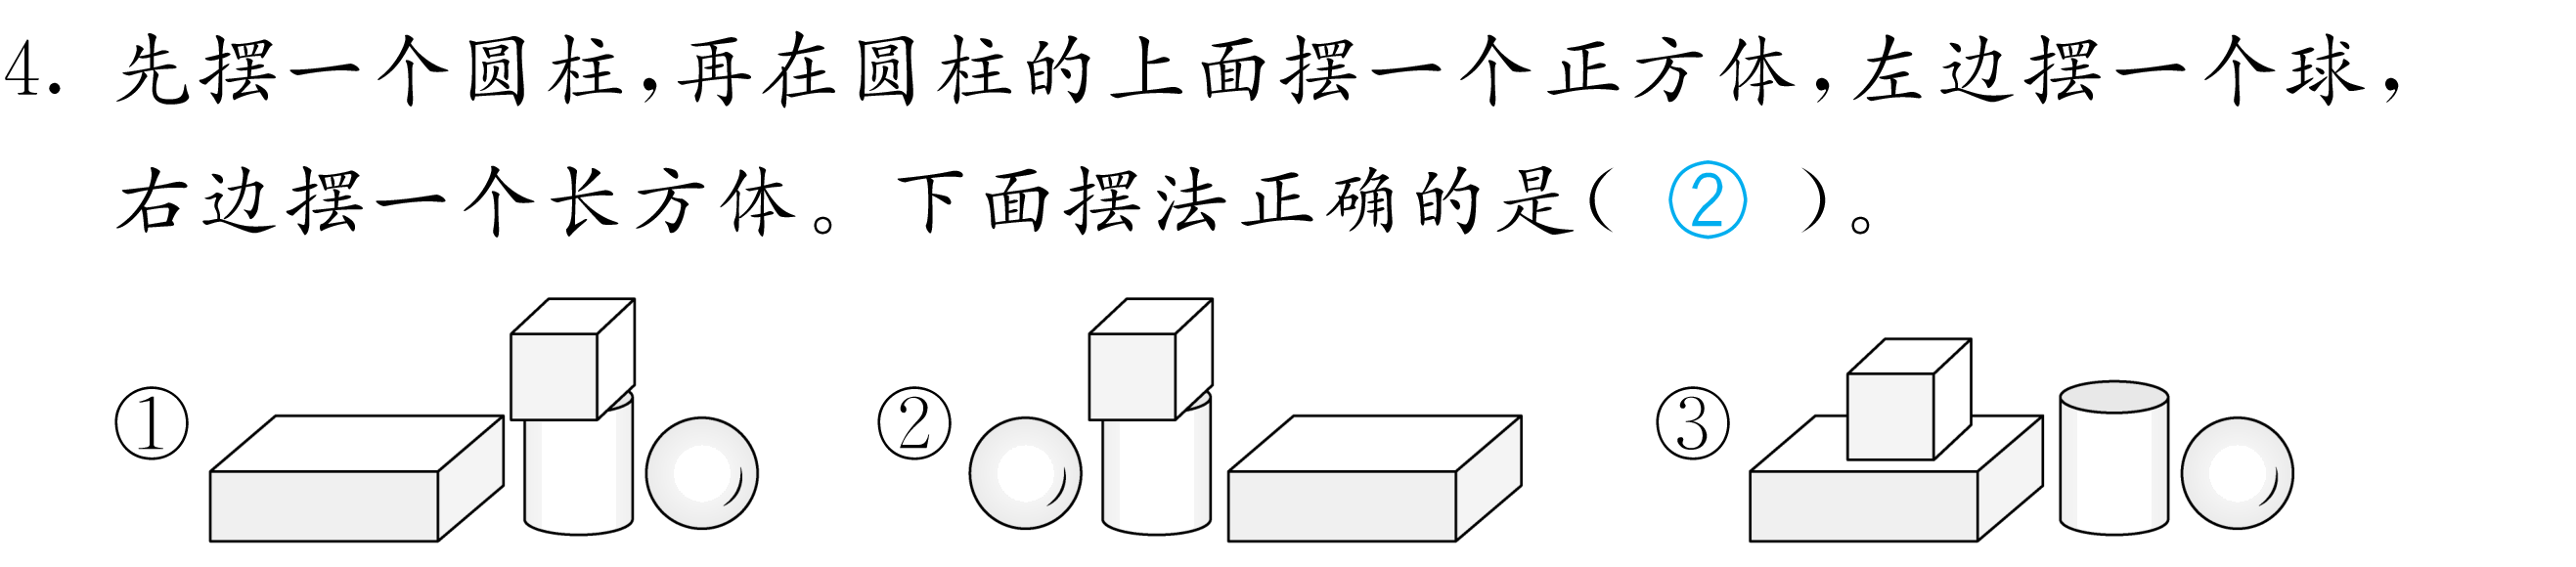 4. 先摆一个圆柱,再在圆柱的上面摆一个正方体,左边摆一个球,
右边摆一个长方体。下面摆法正确的是( ② )。
① ② ③